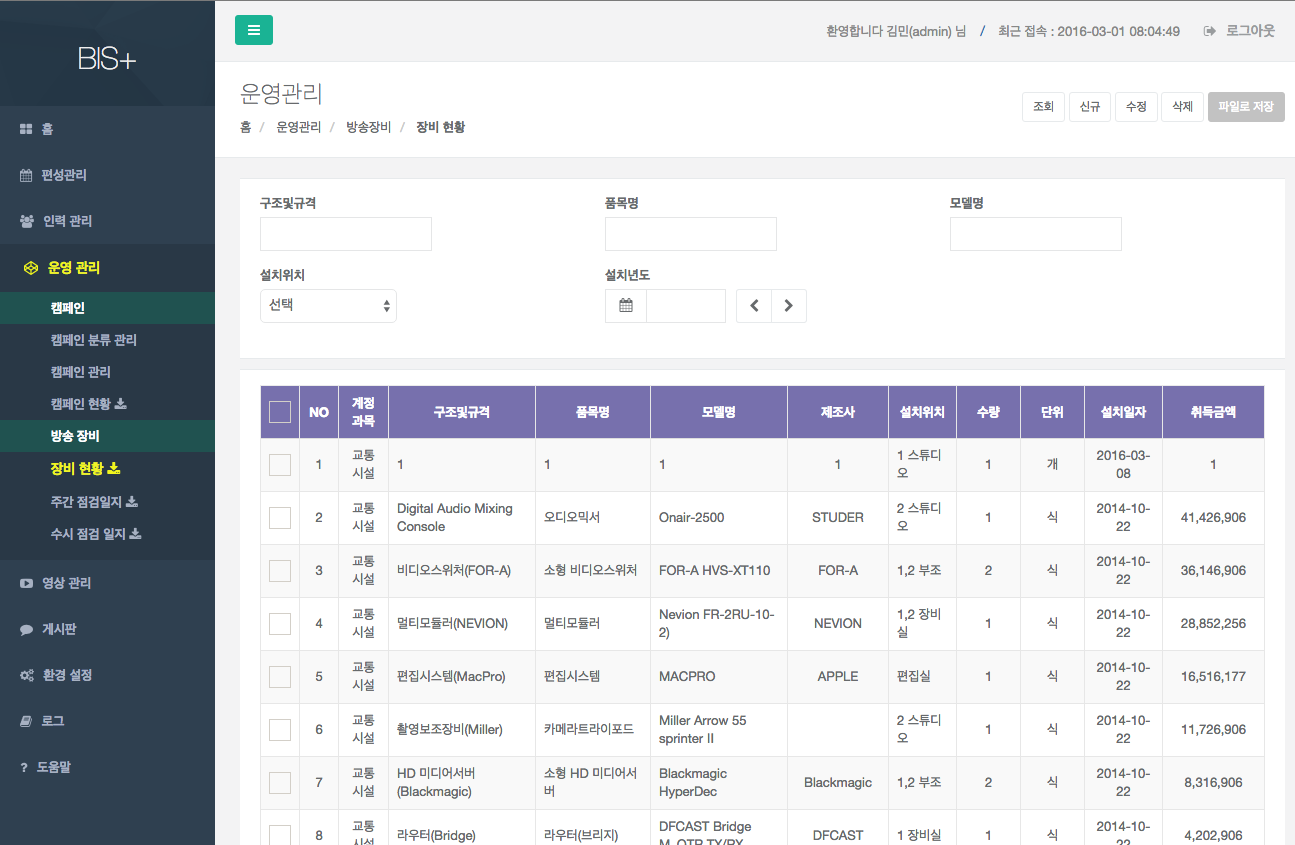 BIS+
환영합니다 김민(admin) 님 / 최근 접속 : 2016-03-01 08:04:49 로그아웃
홈
편성관리
인력 관리
운영 관리
캠페인
캠페인 분류 관리
캠페인 관리
캠페인 현황
방송 장비
장비 현황
주간 점검일지
수시 점검 일지
영상 관리
게시판
환경 설정
로그
? 도움말
운영관리
홈 / 운영관리 / 방송장비 / 장비 현황
조회 신규 수정 삭제 파일로 저장
구조및규격 품목명 모델명
설치위치 설치년도
선택
NO 계정 과목 구조및규격 품목명 모델명 제조사 설치위치 수량 단위 설치일자 취득금액
1 교통 시설 1 1 1 1 1 스튜디오 1 개 2016-03-08 1
2 교통 시설 Digital Audio Mixing Console 오디오믹서 Onair-2500 STUDER 2 스튜디오 1 식 2014-10-22 41,426,906
3 교통 시설 비디오스위처(FOR-A) 소형 비디오스위처 FOR-A HVS-XT110 FOR-A 1,2 부조 2 식 2014-10-22 36,146,906
4 교통 시설 멀티모듈러(NEVION) 멀티모듈러 Nevion FR-2RU-10-2) NEVION 1,2 장비실 1 식 2014-10-22 28,852,256
5 교통 시설 편집시스템(MacPro) 편집시스템 MACPRO APPLE 편집실 1 식 2014-10-22 16,516,177
6 교통 시설 촬영보조장비(Miller) 카메라트라이포드 Miller Arrow 55 sprinter II 2 스튜디오 1 식 2014-10-22 11,726,906
7 교통 시설 HD 미디어서버(Blackmagic) 소형 HD 미디어서버 Blackmagic HyperDec Blackmagic 1,2 부조 2 식 2014-10-22 8,316,906
8 교통 시설 라우터(Bridge) 라우터(브리지) DFCAST Bridge M, OTR TX/RX DFCAST 1 장비실 1 식 2014-10-22 4,202,906